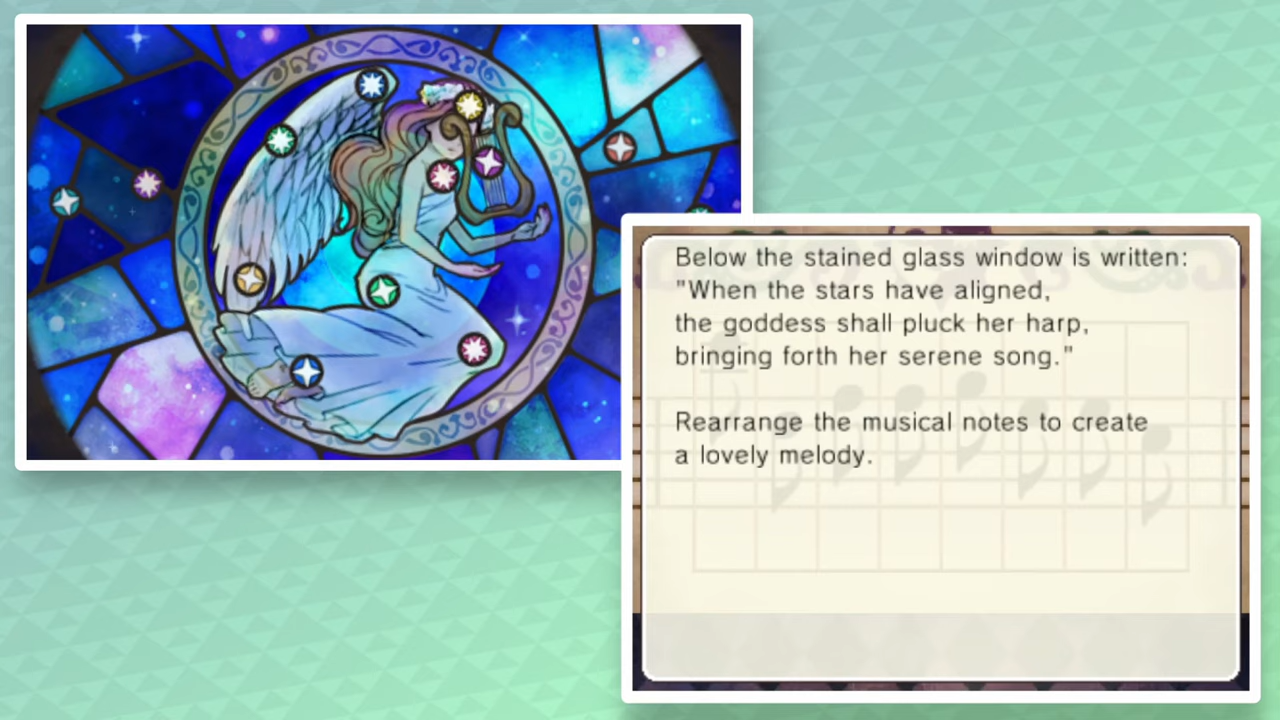 Below the stained glass window is written:
"When the stars have aligned,
the goddess shall pluck her harp,
bringing forth her serene song."
Rearrange the musical notes to create
a lovely melody.